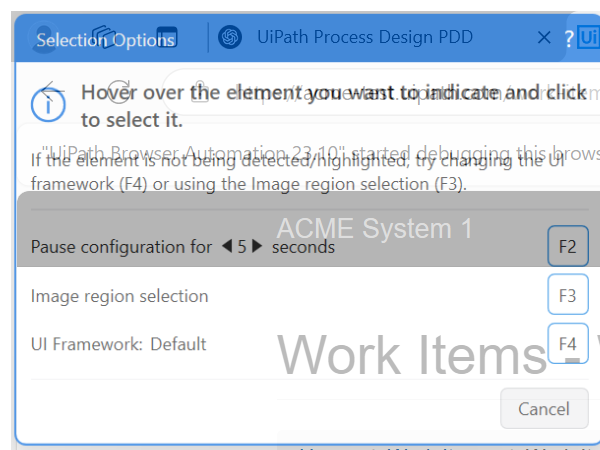 Selection Options
UiPath Process Design PDD
?
Ui
Hover over the element you want to indicate and click
to select it.
"UiPath Browser Automation 23.10" started debugging this brows
If the element is not being detected/highlighted, try changing the UI
framework (F4) or using the Image region selection (F3).
ACME System 1
Pause configuration for 5 seconds
F2
Image region selection
F3
UI Framework: Default
F4
Work Items -
Cancel